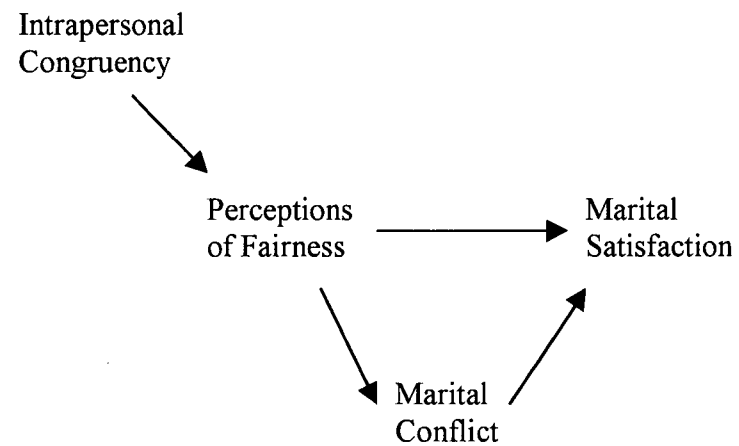 Intrapersonal
Congruency
Perceptions
of Fairness
Marital
Satisfaction
Marital
Conflict